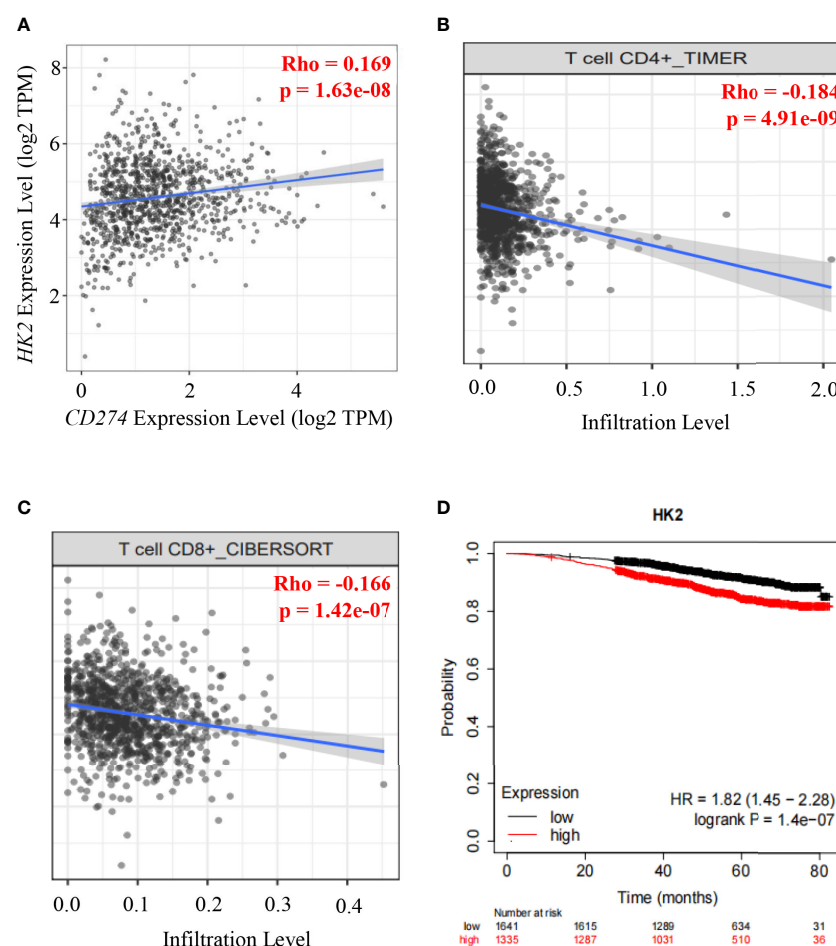 A
Rho = 0.169
p = 1.63e-08
HK2 Expression Lvel (log2 TPM)
8
6
4
2
0 2 4
CD274 Expression Level (log2 TPM)
B
T cell CD4+_TIMER
Rho = -0.184
p = 4.91e-09
0.0 0.5 1.0 1.5 2.0
Infiltration Level
C
T cell CD8+_CIBERSORT
Rho = -0.166
p = 1.42e-07
0.0 0.1 0.2 0.3 0.4
Infiltration Level
D
HK2
Probability
1.0
0.8
0.6
0.4
0.2
0.0
Expression
low
high
HR = 1.82 (1.45 − 2.28)
logrank P = 1.4e−07
0 20 40 60 80
Time (months)
Number at risk
low 1641 1615 1289 634 31
high 1335 1287 1031 510 36